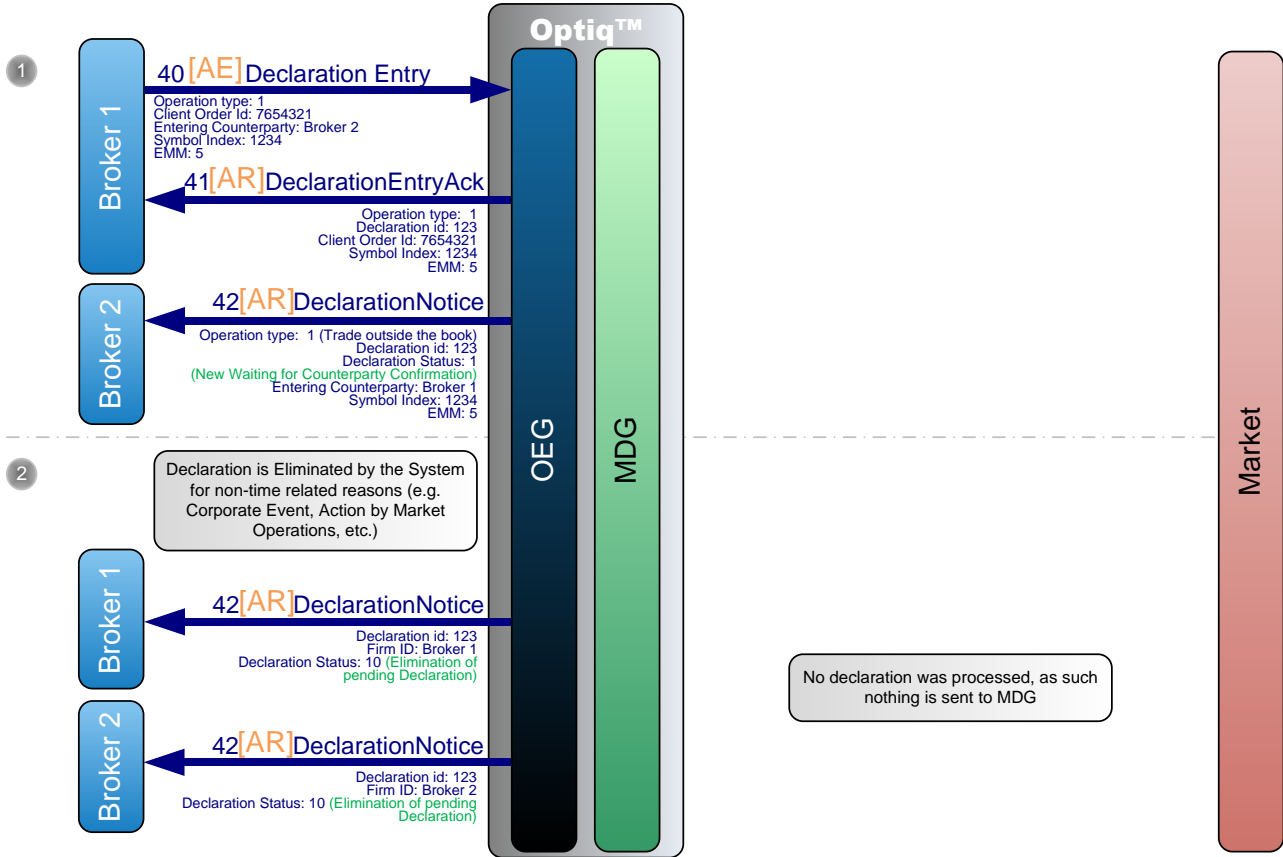 Optiq™
1
Broker 1
40 [AE] Declaration Entry
Operation type: 1
Client Order Id: 7654321
Entering Counterparty: Broker 2
Symbol Index: 1234
EMM: 5
41[AR]DeclarationEntryAck
Operation type: 1
Declaration id: 123
Client Order Id: 7654321
Symbol Index: 1234
EMM: 5
Broker 2
42[AR]DeclarationNotice
Operation type: 1 (Trade outside the book)
Declaration id: 123
Declaration Status: 1
(New Waiting for Counterparty Confirmation)
Entering Counterparty: Broker 1
Symbol Index: 1234
EMM: 5
OEG
MDG
Market
2
Declaration is Eliminated by the System
for non-time related reasons (e.g.
Corporate Event, Action by Market
Operations, etc.)
Broker 1
42[AR]DeclarationNotice
Declaration id: 123
Firm ID: Broker 1
Declaration Status: 10 (Elimination of
pending Declaration)
No declaration was processed, as such
nothing is sent to MDG
Broker 2
42[AR]DeclarationNotice
Declaration id: 123
Firm ID: Broker 2
Declaration Status: 10 (Elimination of pending
Declaration)